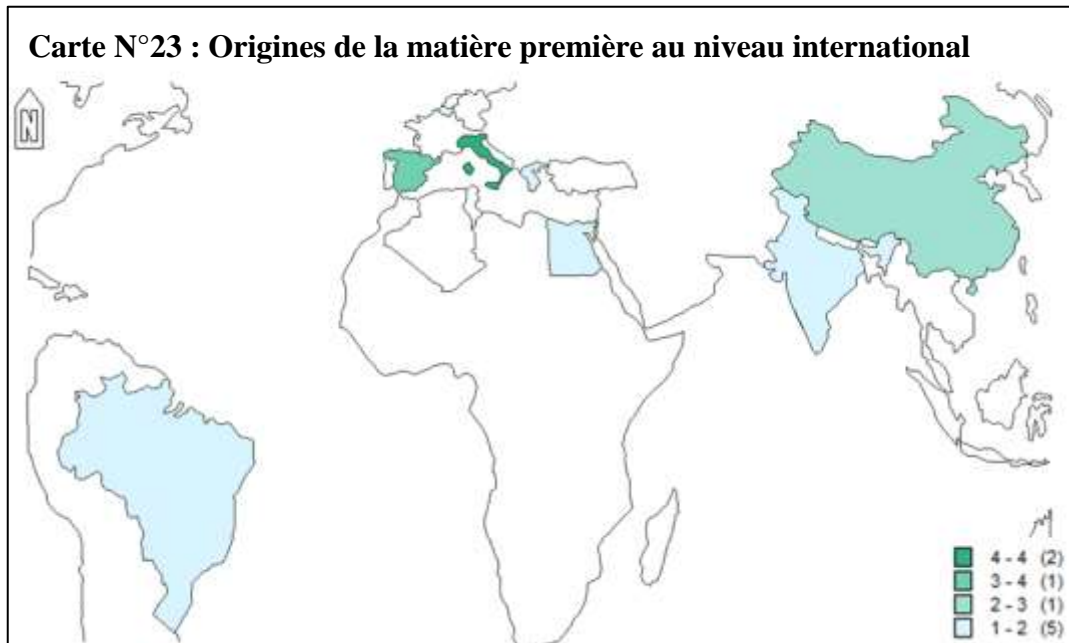 Carte N°23 : Origines de la matière première au niveau international
N
4 - 4 (2)
3 - 4 (1)
2 - 3 (1)
1 - 2 (5)